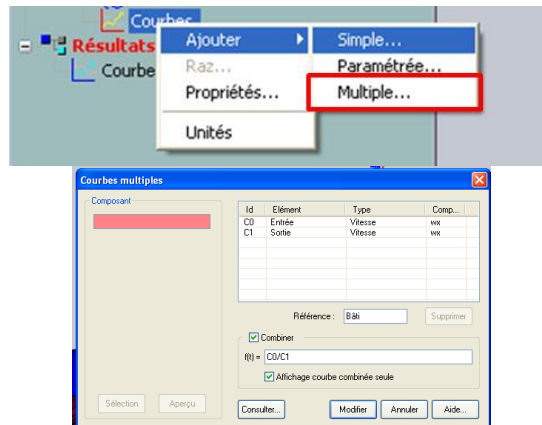 Courbes
Ajouter Simple...
Résultats
Courbe Raz... Paramétrée...
Propriétés... Multiple...
Unités
Courbes multiples
Composant
Id Elément Type Comp...
C0 Entrée Vitesse wx
C1 Sortie Vitesse wx
Référence : Bâti Supprimer
Combiner
f(t) = C0/C1
Affichage courbe combinée seule
Sélection Aperçu Consulter... Modifier Annuler Aide...